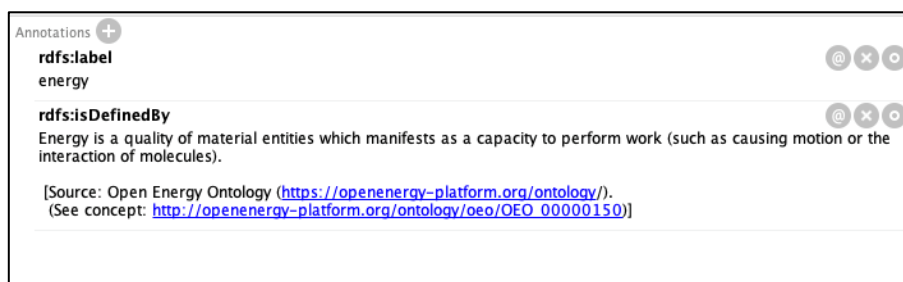 Annotations +
rdfs:label
energy
rdfs:isDefinedBy
Energy is a quality of material entities which manifests as a capacity to perform work (such as causing motion or the
interaction of molecules).
[Source: Open Energy Ontology (https://openenergy-platform.org/ontology/).
(See concept: http://openenergy-platform.org/ontology/oeo/OEO_00000150)]